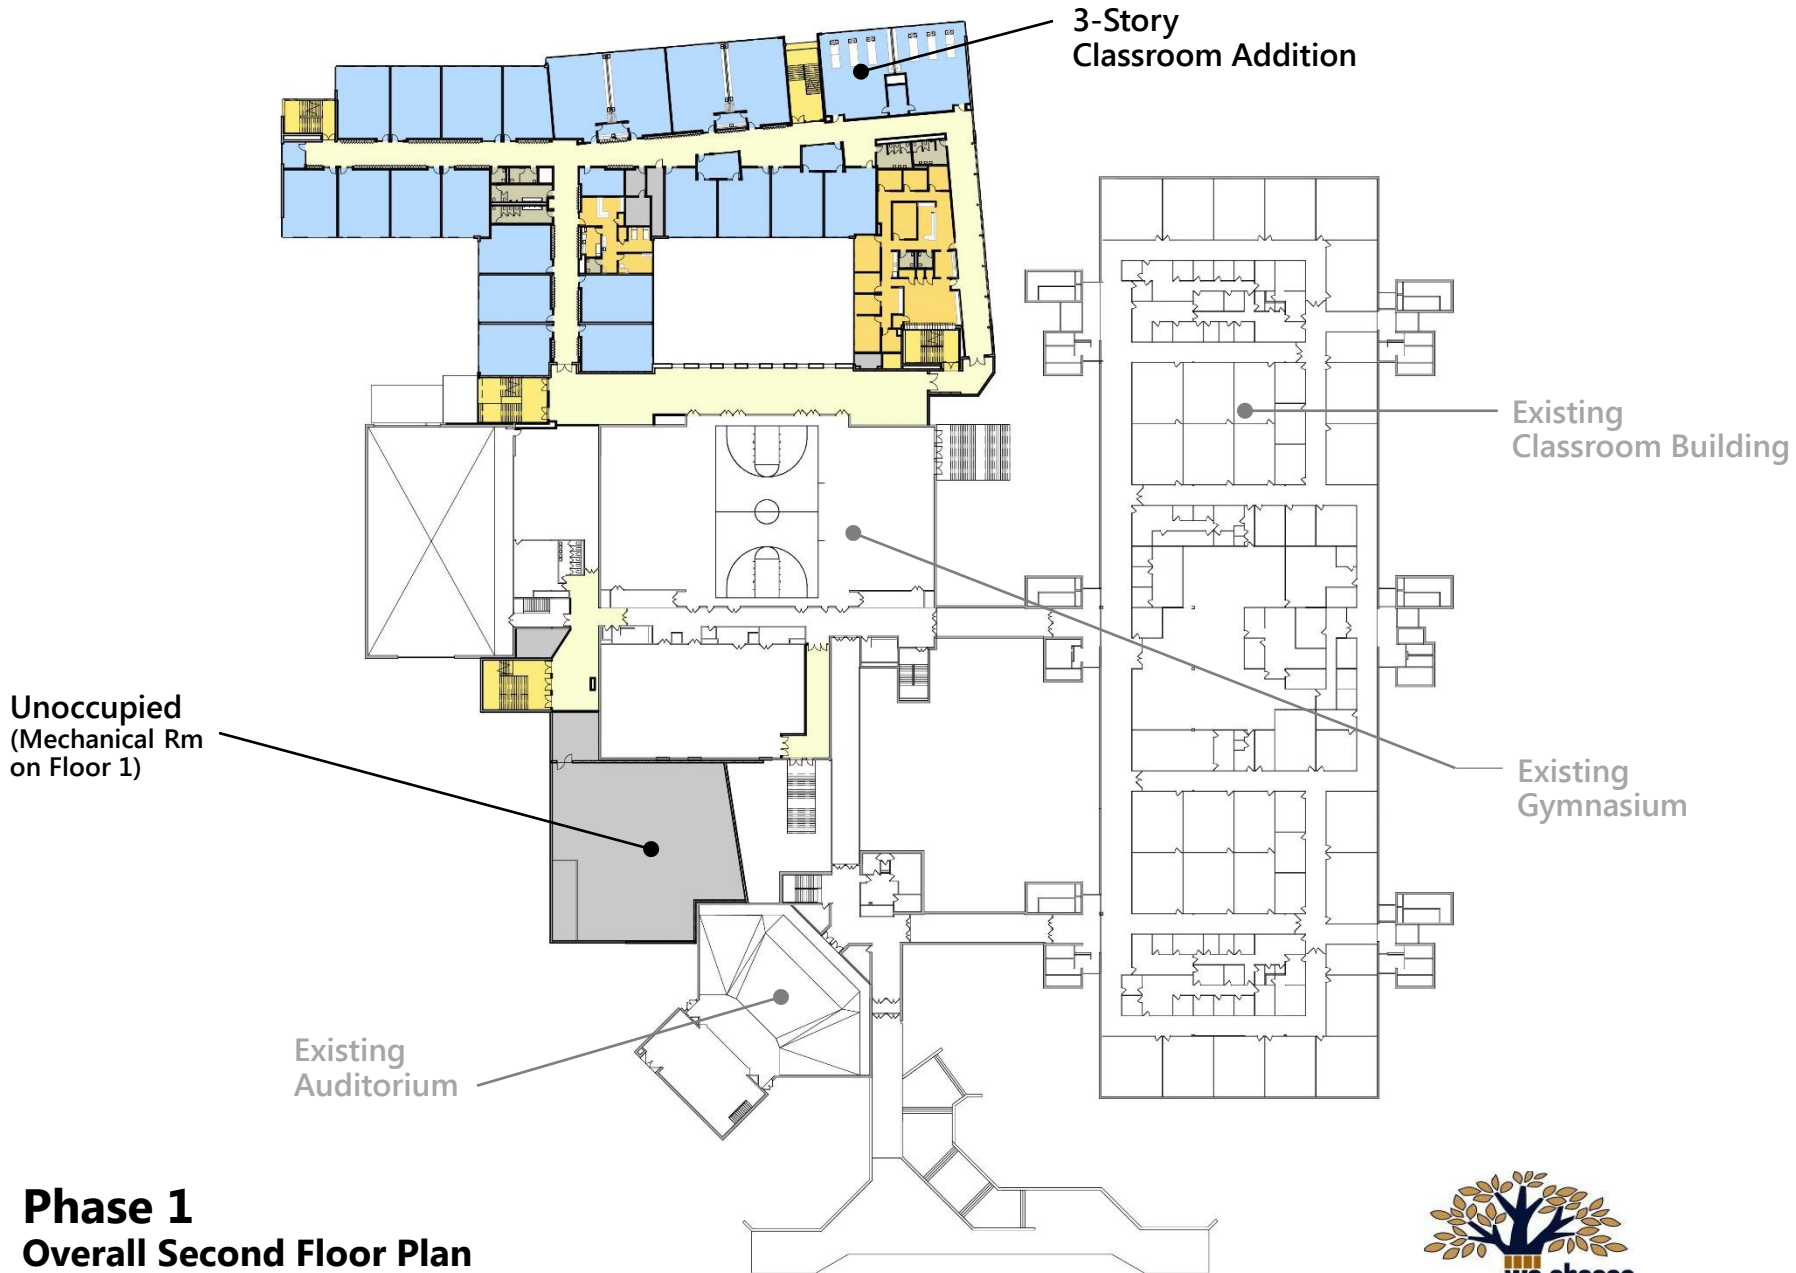 3-Story
Classroom Addition
Existing
Classroom Building
Unoccupied
(Mechanical Rm
on Floor 1)
Existing
Gymnasium
Existing
Auditorium
Phase 1
Overall Second Floor Plan